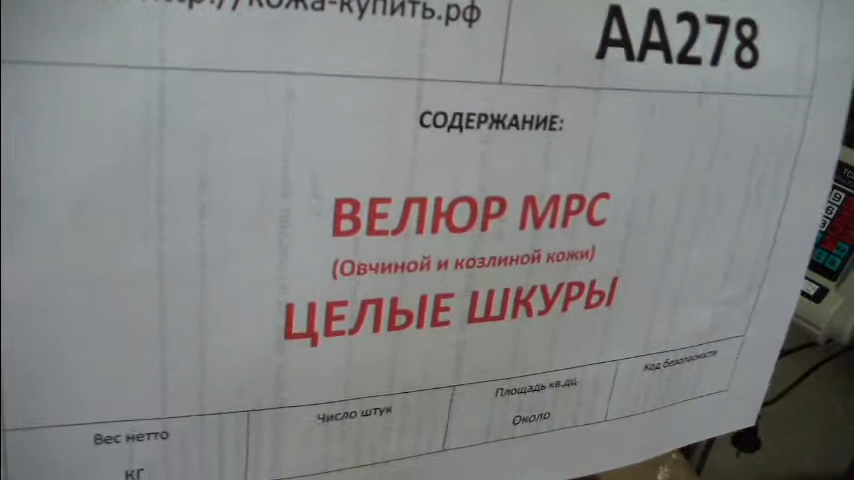 http://кожа-купить.рф
АА278
СОДЕРЖАНИЕ:
ВЕЛЮР МРС
(Овчиной и козлиной кожи)
ЦЕЛЫЕ ШКУРЫ
Вес нетто
кг
Число штук
Площадь кв.дц
Около
Код безопасности